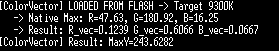 [ColorVector] LOADED FROM FLASH -> Target 9300K
-> Native Max: R=47.63, G=180.92, B=16.25
-> Result: R_vec=0.1239 G_vec=0.6066 B_vec=0.0667
[ColorVector] Result: MaxY=243.6282